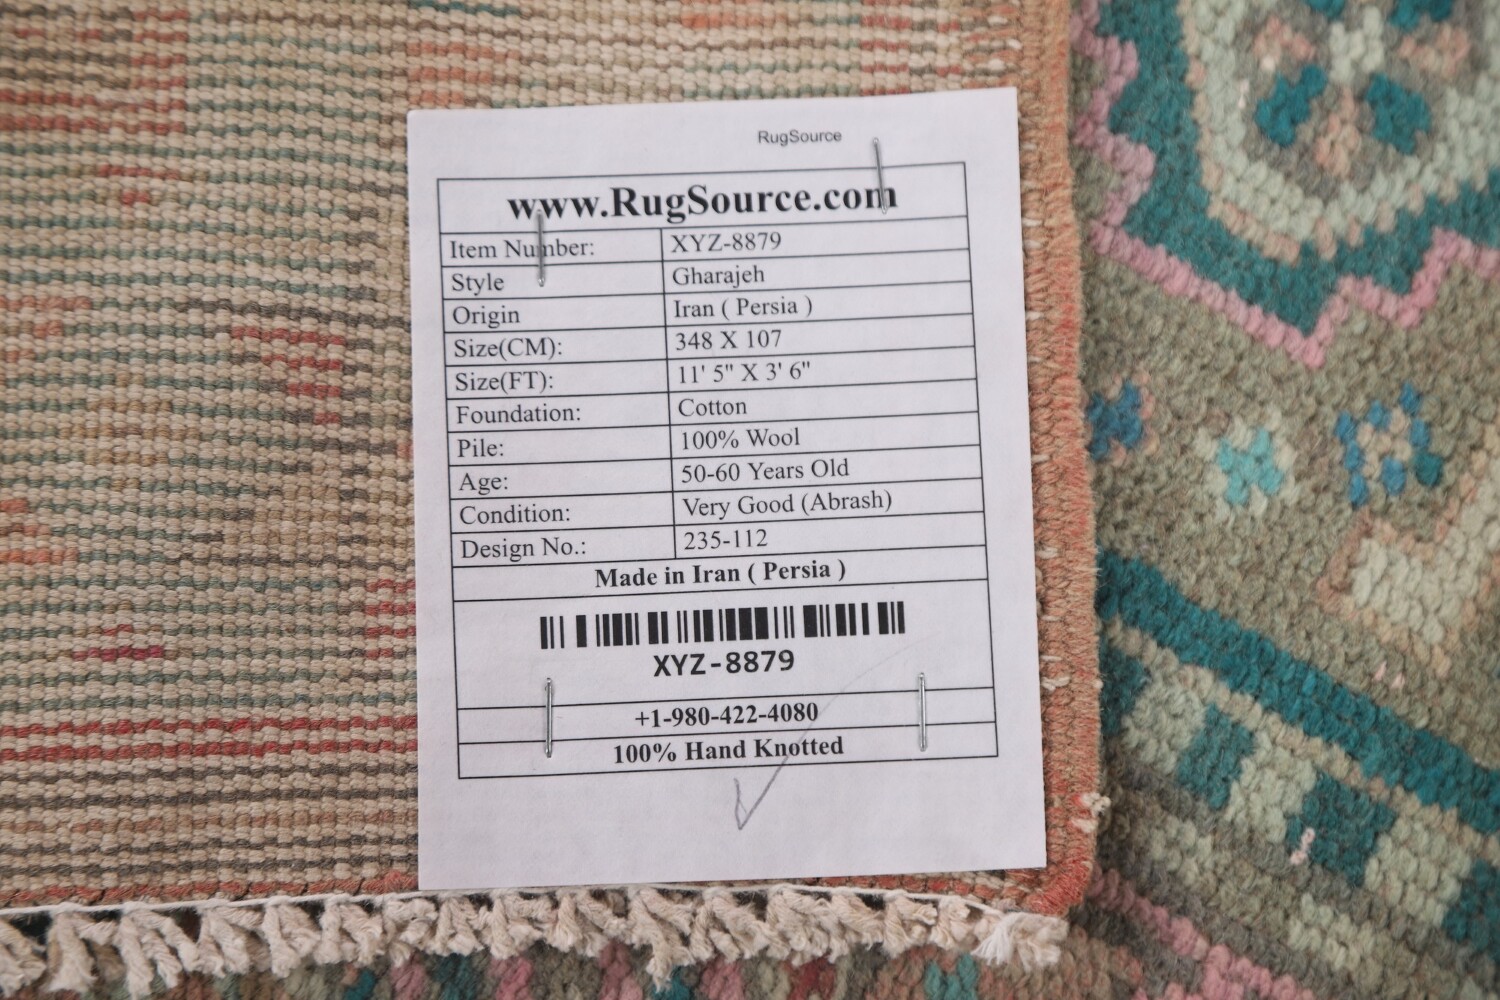 RugSource
www.RugSource.com
Item Number: XYZ-8879
Style Gharajeh
Origin Iran ( Persia )
Size(CM): 348 X 107
Size(FT): 11' 5" X 3' 6"
Foundation: Cotton
Pile: 100% Wool
Age: 50-60 Years Old
Condition: Very Good (Abrash)
Design No.: 235-112
Made in Iran ( Persia )
XYZ-8879
+1-980-422-4080
100% Hand Knotted